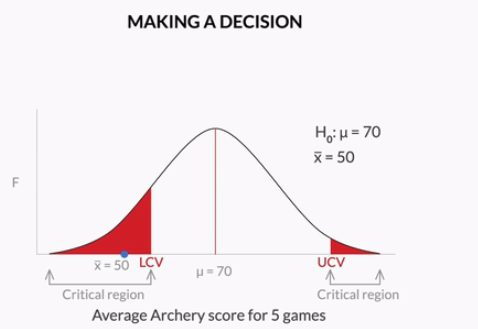 MAKING A DECISION
H₀: μ = 70
x̄ = 50
F
x̄ = 50 LCV
μ = 70
UCV
Critical region
Critical region
Average Archery score for 5 games